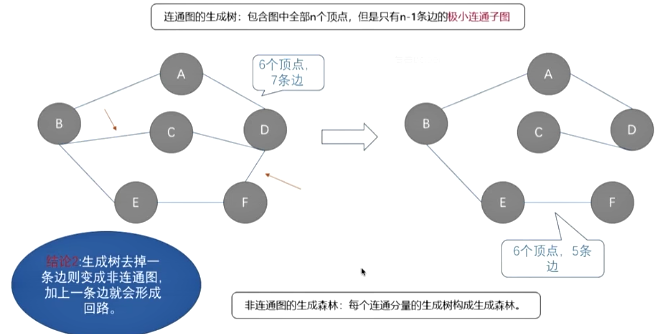 连通图的生成树：包含图中全部n个顶点，但是只有n-1条边的极小连通子图
A
6个顶点，
7条边
B
C
D
E
F
A
B
C
D
E
F
6个顶点，5条
边
:生成树去掉一
条边则变成非连通图，
加上一条边就会形成
回路。
非连通图的生成森林：每个连通分量的生成树构成生成森林。